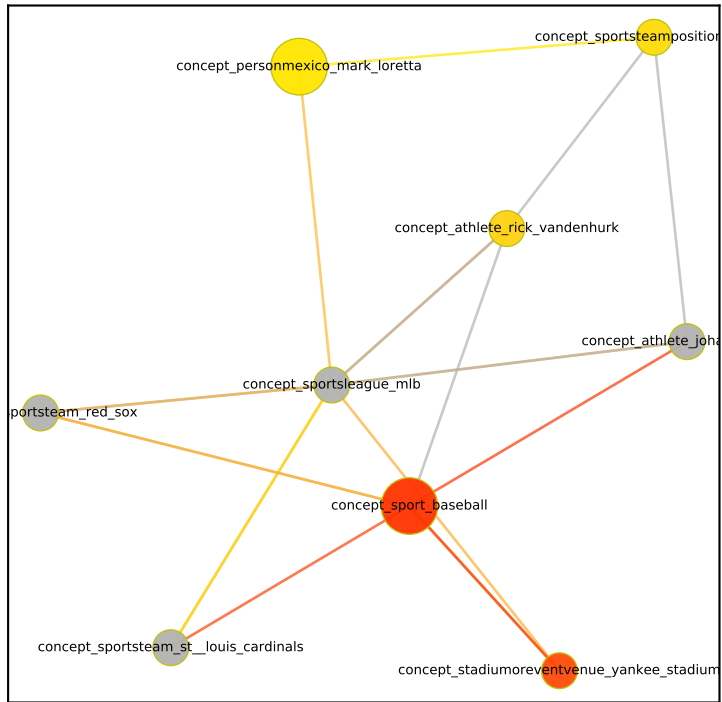 concept_sportsteamposition
concept_personmexico_mark_loretta
concept_athlete_rick_vandenhurk
concept_athlete_joha
concept_sportsleague_mlb
sportsteam_red_sox
concept_sport_baseball
concept_sportsteam_st__louis_cardinals
concept_stadiumoreventvenue_yankee_stadium